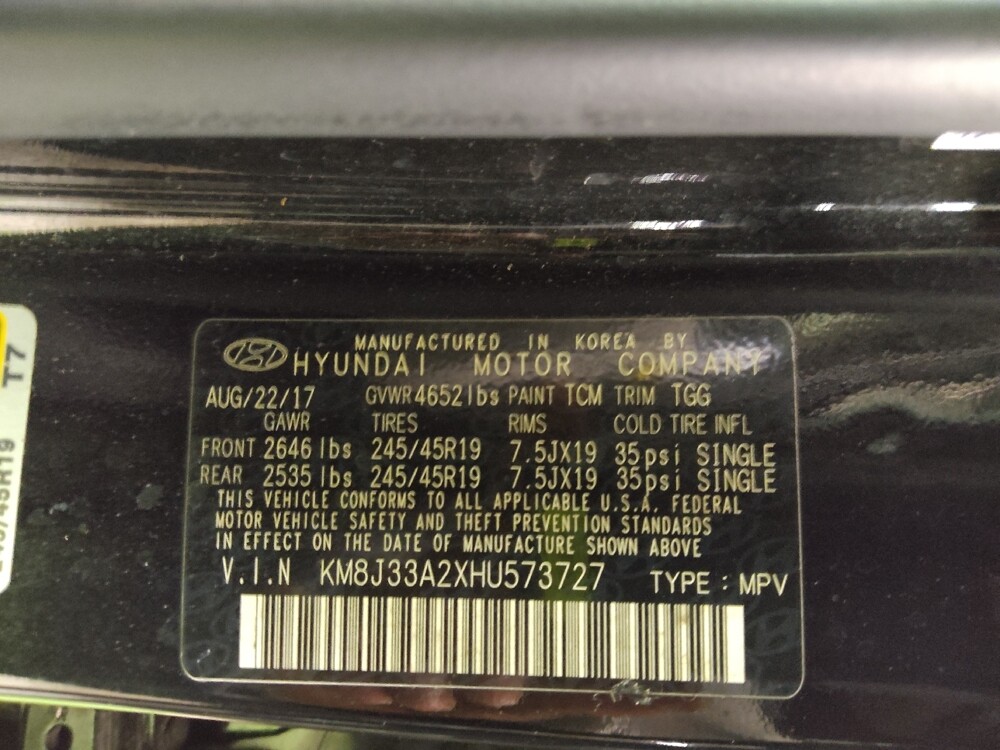 MANUFACTURED IN KOREA BY
HYUNDAI MOTOR COMPANY
AUG/22/17 GVWR 4652 lbs PAINT TCM TRIM TGG
GAWR TIRES RIMS COLD TIRE INFL
FRONT 2646 lbs 245/45R19 7.5JX19 35psi SINGLE
REAR 2535 lbs 245/45R19 7.5JX19 35psi SINGLE
THIS VEHICLE CONFORMS TO ALL APPLICABLE U.S.A. FEDERAL
MOTOR VEHICLE SAFETY AND THEFT PREVENTION STANDARDS
IN EFFECT ON THE DATE OF MANUFACTURE SHOWN ABOVE
V.I.N KM8J33A2XHU573727 TYPE : MPV